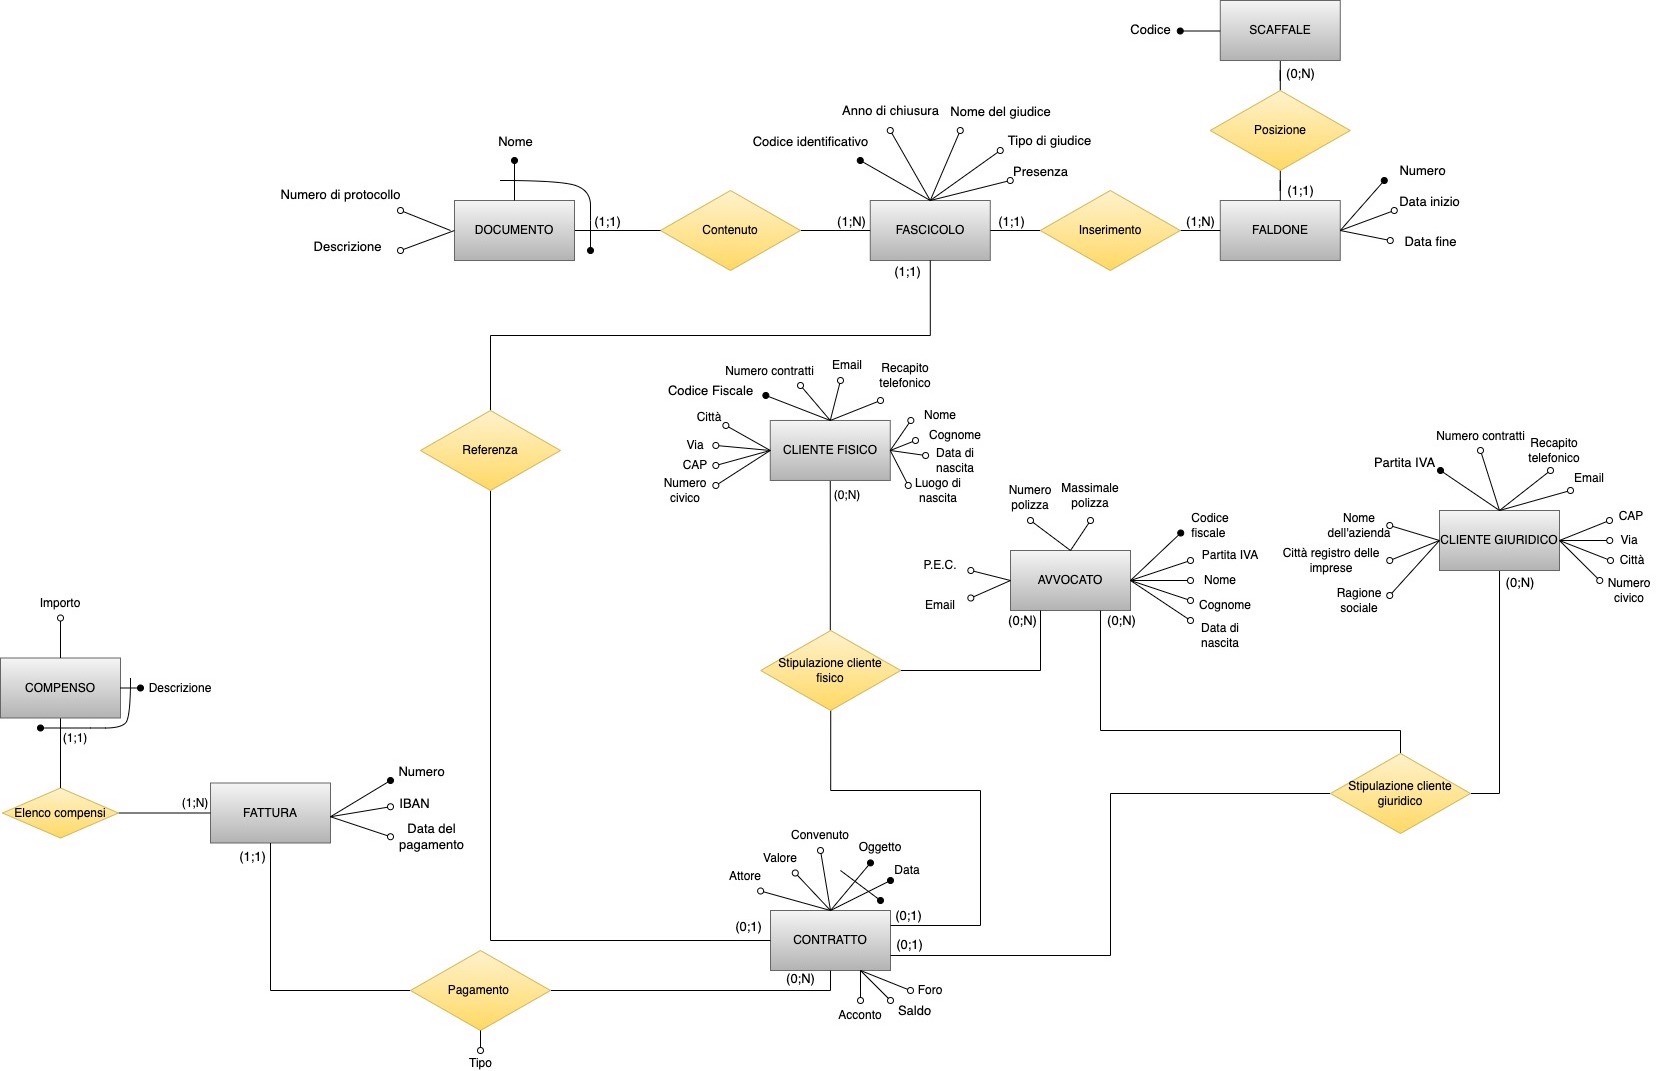 Codice
SCAFFALE
(0;N)
Posizione
(1;1)
Anno di chiusura
Nome del giudice
Codice identificativo
Tipo di giudice
Presenza
Nome
Numero di protocollo
Descrizione
DOCUMENTO
(1;1)
Contenuto
(1;N)
FASCICOLO
(1;1)
Inserimento
(1;N)
FALDONE
Numero
Data inizio
Data fine
(1;1)
Referenza
Numero contratti
Email
Recapito
telefonico
Codice Fiscale
Città
Via
CAP
Numero
civico
CLIENTE FISICO
Nome
Cognome
Data di
nascita
Luogo di
nascita
(0;N)
Numero
polizza
Massimale
polizza
Codice
fiscale
P.E.C.
Email
AVVOCATO
Partita IVA
Nome
Cognome
Data di
nascita
(0;N)
(0;N)
Numero contratti
Recapito
telefonico
Partita IVA
Email
Nome
dell'azienda
Città registro delle
imprese
Ragione
sociale
CLIENTE GIURIDICO
CAP
Via
Città
Numero
civico
(0;N)
Stipulazione cliente
fisico
Stipulazione cliente
giuridico
Importo
COMPENSO
Descrizione
(1;1)
Elenco compensi
(1;N)
FATTURA
Numero
IBAN
Data del
pagamento
(1;1)
Convenuto
Oggetto
Valore
Data
Attore
(0;1)
(0;1)
CONTRATTO
(0;1)
(0;N)
Foro
Saldo
Acconto
Pagamento
Tipo